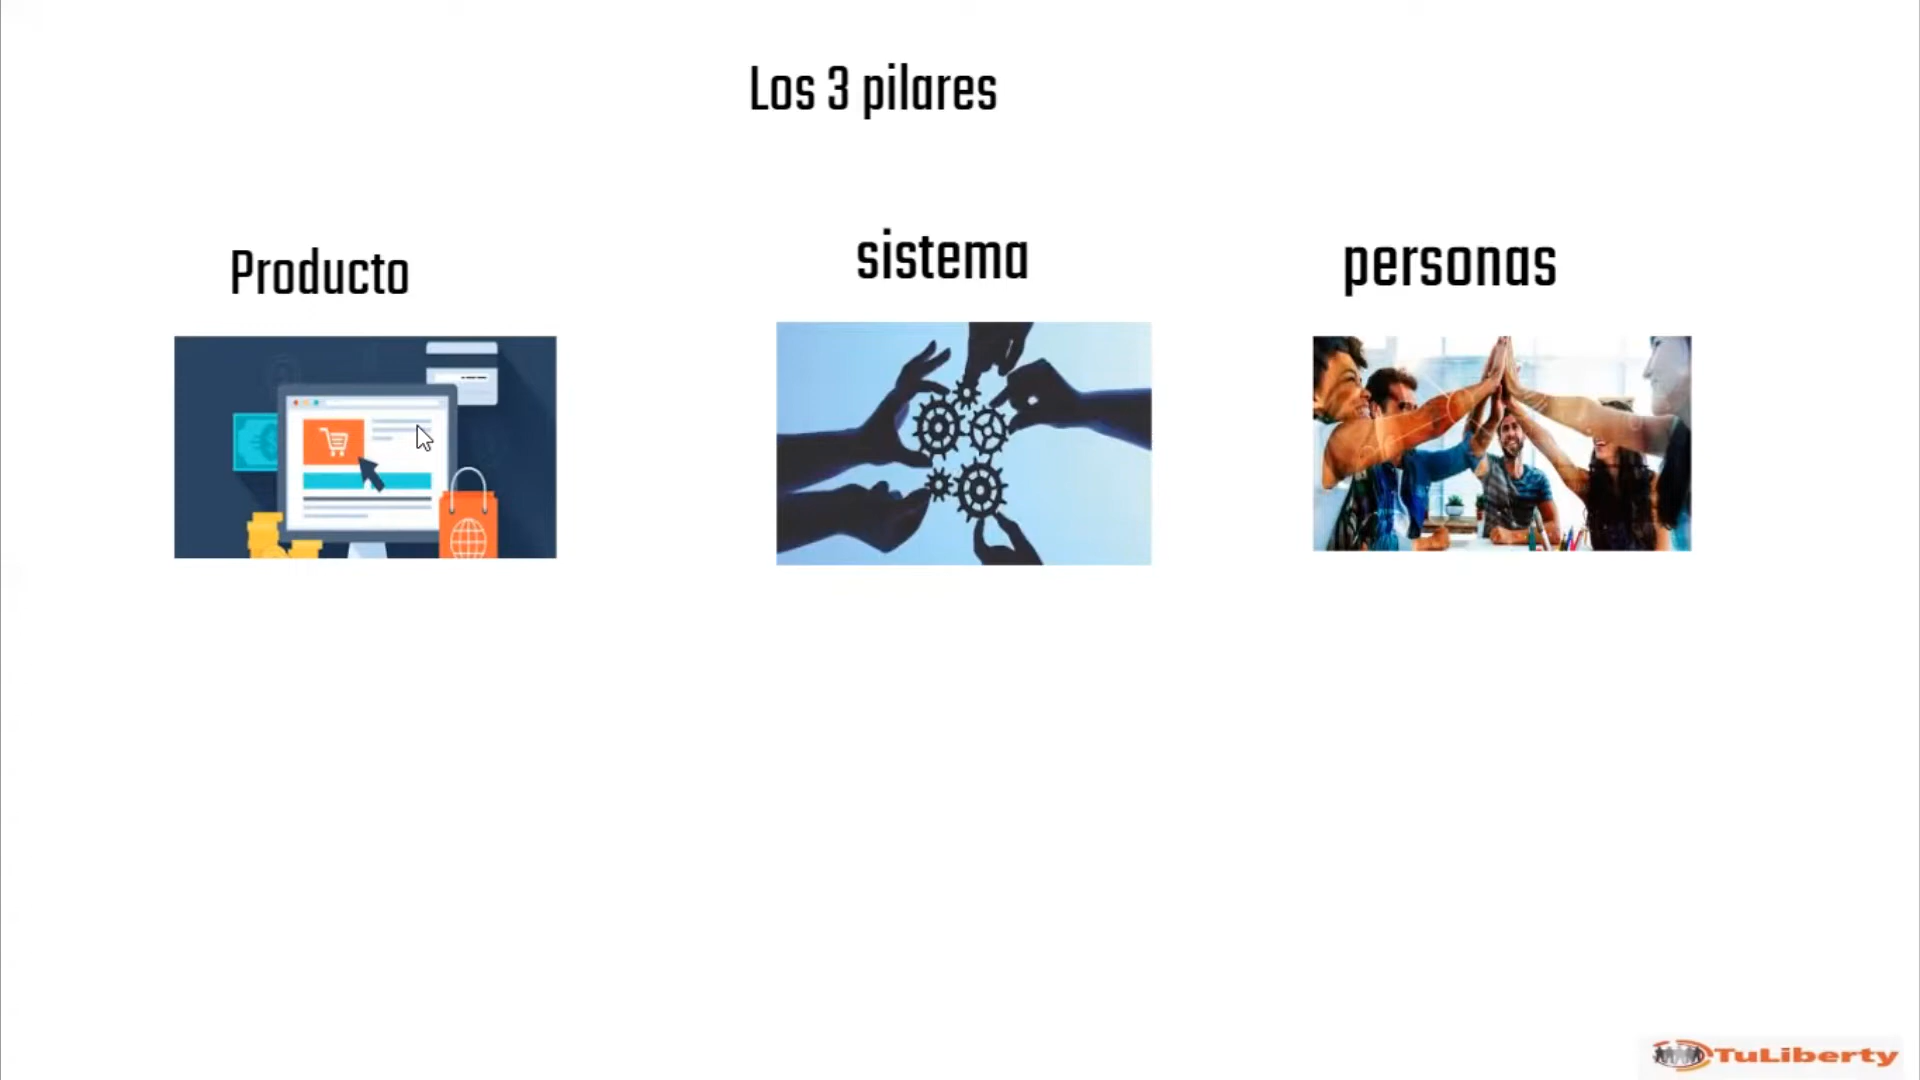 Los 3 pilares
Producto
sistema
personas
TuLiberty